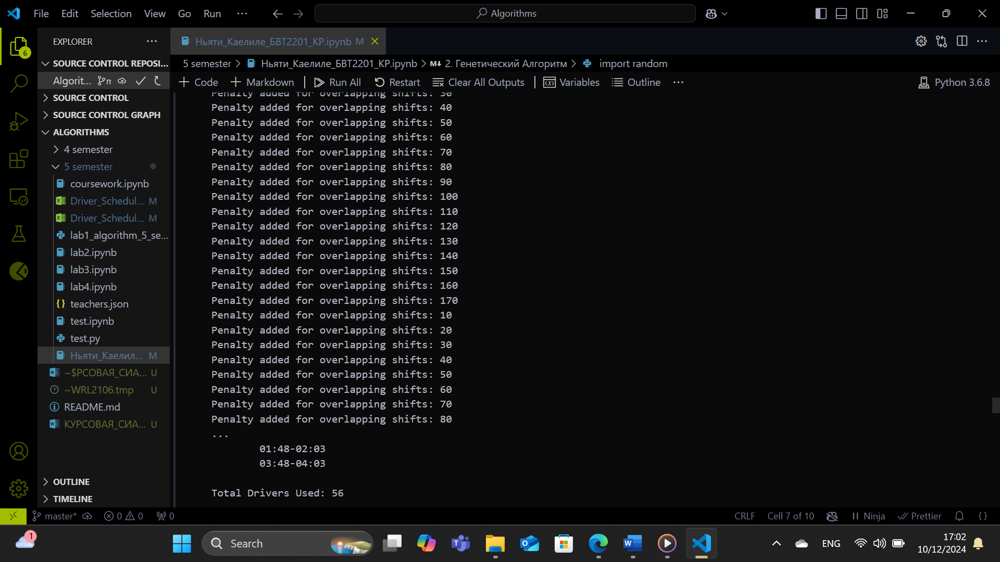 File Edit Selection View Go Run ···
Algorithms
EXPLORER
6
SOURCE CONTROL REPOSI...
Algorit...
SOURCE CONTROL
SOURCE CONTROL GRAPH
ALGORITHMS
4 semester
5 semester
coursework.ipynb
Driver_Schedul... M
Driver_Schedul... M
lab1_algorithm_5_se...
lab2.ipynb
lab3.ipynb
lab4.ipynb
teachers.json
test.ipynb
test.py
Ньяти_Каелил... M
~$РСОВАЯ_СИА... U
~WRL2106.tmp U
README.md
КУРСОВАЯ_СИА... U
OUTLINE
TIMELINE
Ньяти_Каелиле_БВТ2201_КР.ipynb M
5 semester > Ньяти_Каелиле_БВТ2201_КР.ipynb > M↓ 2. Генетический Алгоритм > import random
+ Code + Markdown Run All Restart Clear All Outputs Variables Outline ··· Python 3.6.8
Penalty added for overlapping shifts: 30
Penalty added for overlapping shifts: 40
Penalty added for overlapping shifts: 50
Penalty added for overlapping shifts: 60
Penalty added for overlapping shifts: 70
Penalty added for overlapping shifts: 80
Penalty added for overlapping shifts: 90
Penalty added for overlapping shifts: 100
Penalty added for overlapping shifts: 110
Penalty added for overlapping shifts: 120
Penalty added for overlapping shifts: 130
Penalty added for overlapping shifts: 140
Penalty added for overlapping shifts: 150
Penalty added for overlapping shifts: 160
Penalty added for overlapping shifts: 170
Penalty added for overlapping shifts: 10
Penalty added for overlapping shifts: 20
Penalty added for overlapping shifts: 30
Penalty added for overlapping shifts: 40
Penalty added for overlapping shifts: 50
Penalty added for overlapping shifts: 60
Penalty added for overlapping shifts: 70
Penalty added for overlapping shifts: 80
...
01:48-02:03
03:48-04:03
Total Drivers Used: 56
master* 0 0 0 CRLF Cell 7 of 10 Ninja Prettier {}
1 Search ENG 17:02
10/12/2024